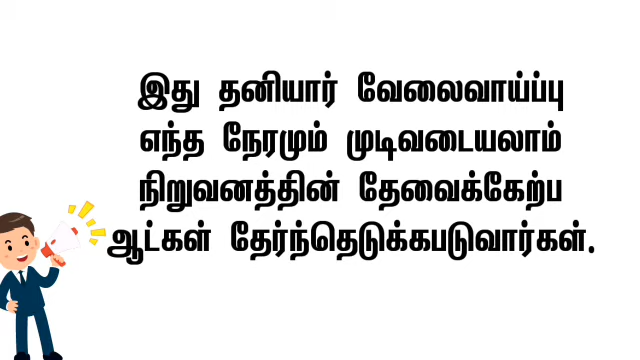 இது தனியார் வேலைவாய்ப்பு
எந்த நேரமும் முடிவடையலாம்
நிறுவனத்தின் தேவைக்கேற்ப
ஆட்கள் தேர்ந்தெடுக்கபடுவார்கள்.